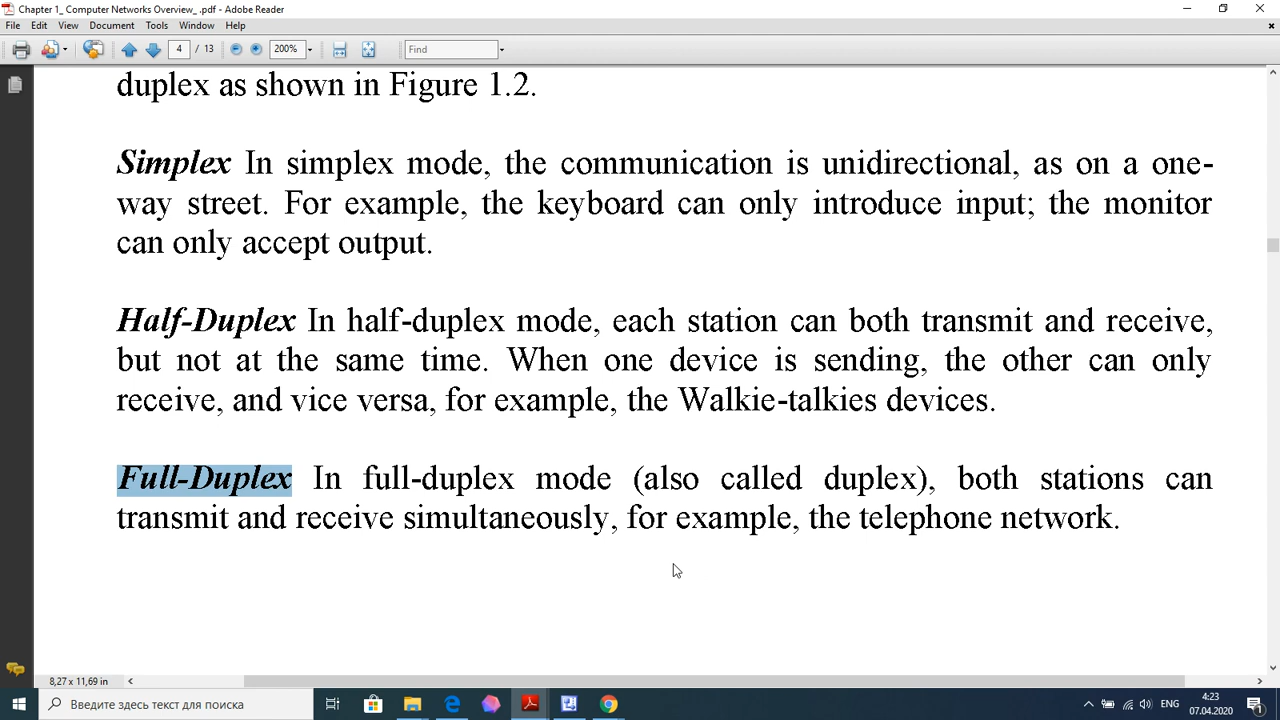 Chapter 1_ Computer Networks Overview_ .pdf - Adobe Reader
File Edit View Document Tools Window Help
4 / 13 200% Find
duplex as shown in Figure 1.2.
Simplex In simplex mode, the communication is unidirectional, as on a one-
way street. For example, the keyboard can only introduce input; the monitor
can only accept output.
Half-Duplex In half-duplex mode, each station can both transmit and receive,
but not at the same time. When one device is sending, the other can only
receive, and vice versa, for example, the Walkie-talkies devices.
Full-Duplex In full-duplex mode (also called duplex), both stations can
transmit and receive simultaneously, for example, the telephone network.
8,27 x 11,69 in
Введите здесь текст для поиска
ENG
4:23
07.04.2020
1